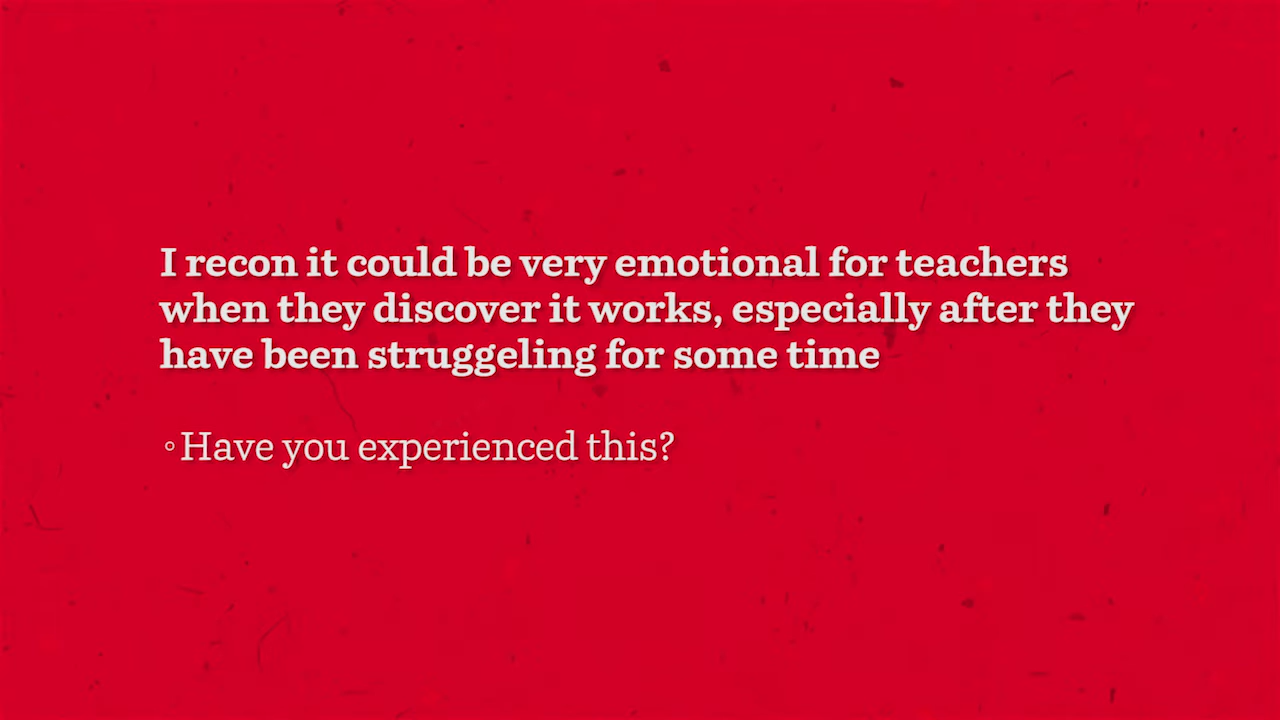 I recon it could be very emotional for teachers
when they discover it works, especially after they
have been struggeling for some time
◦Have you experienced this?